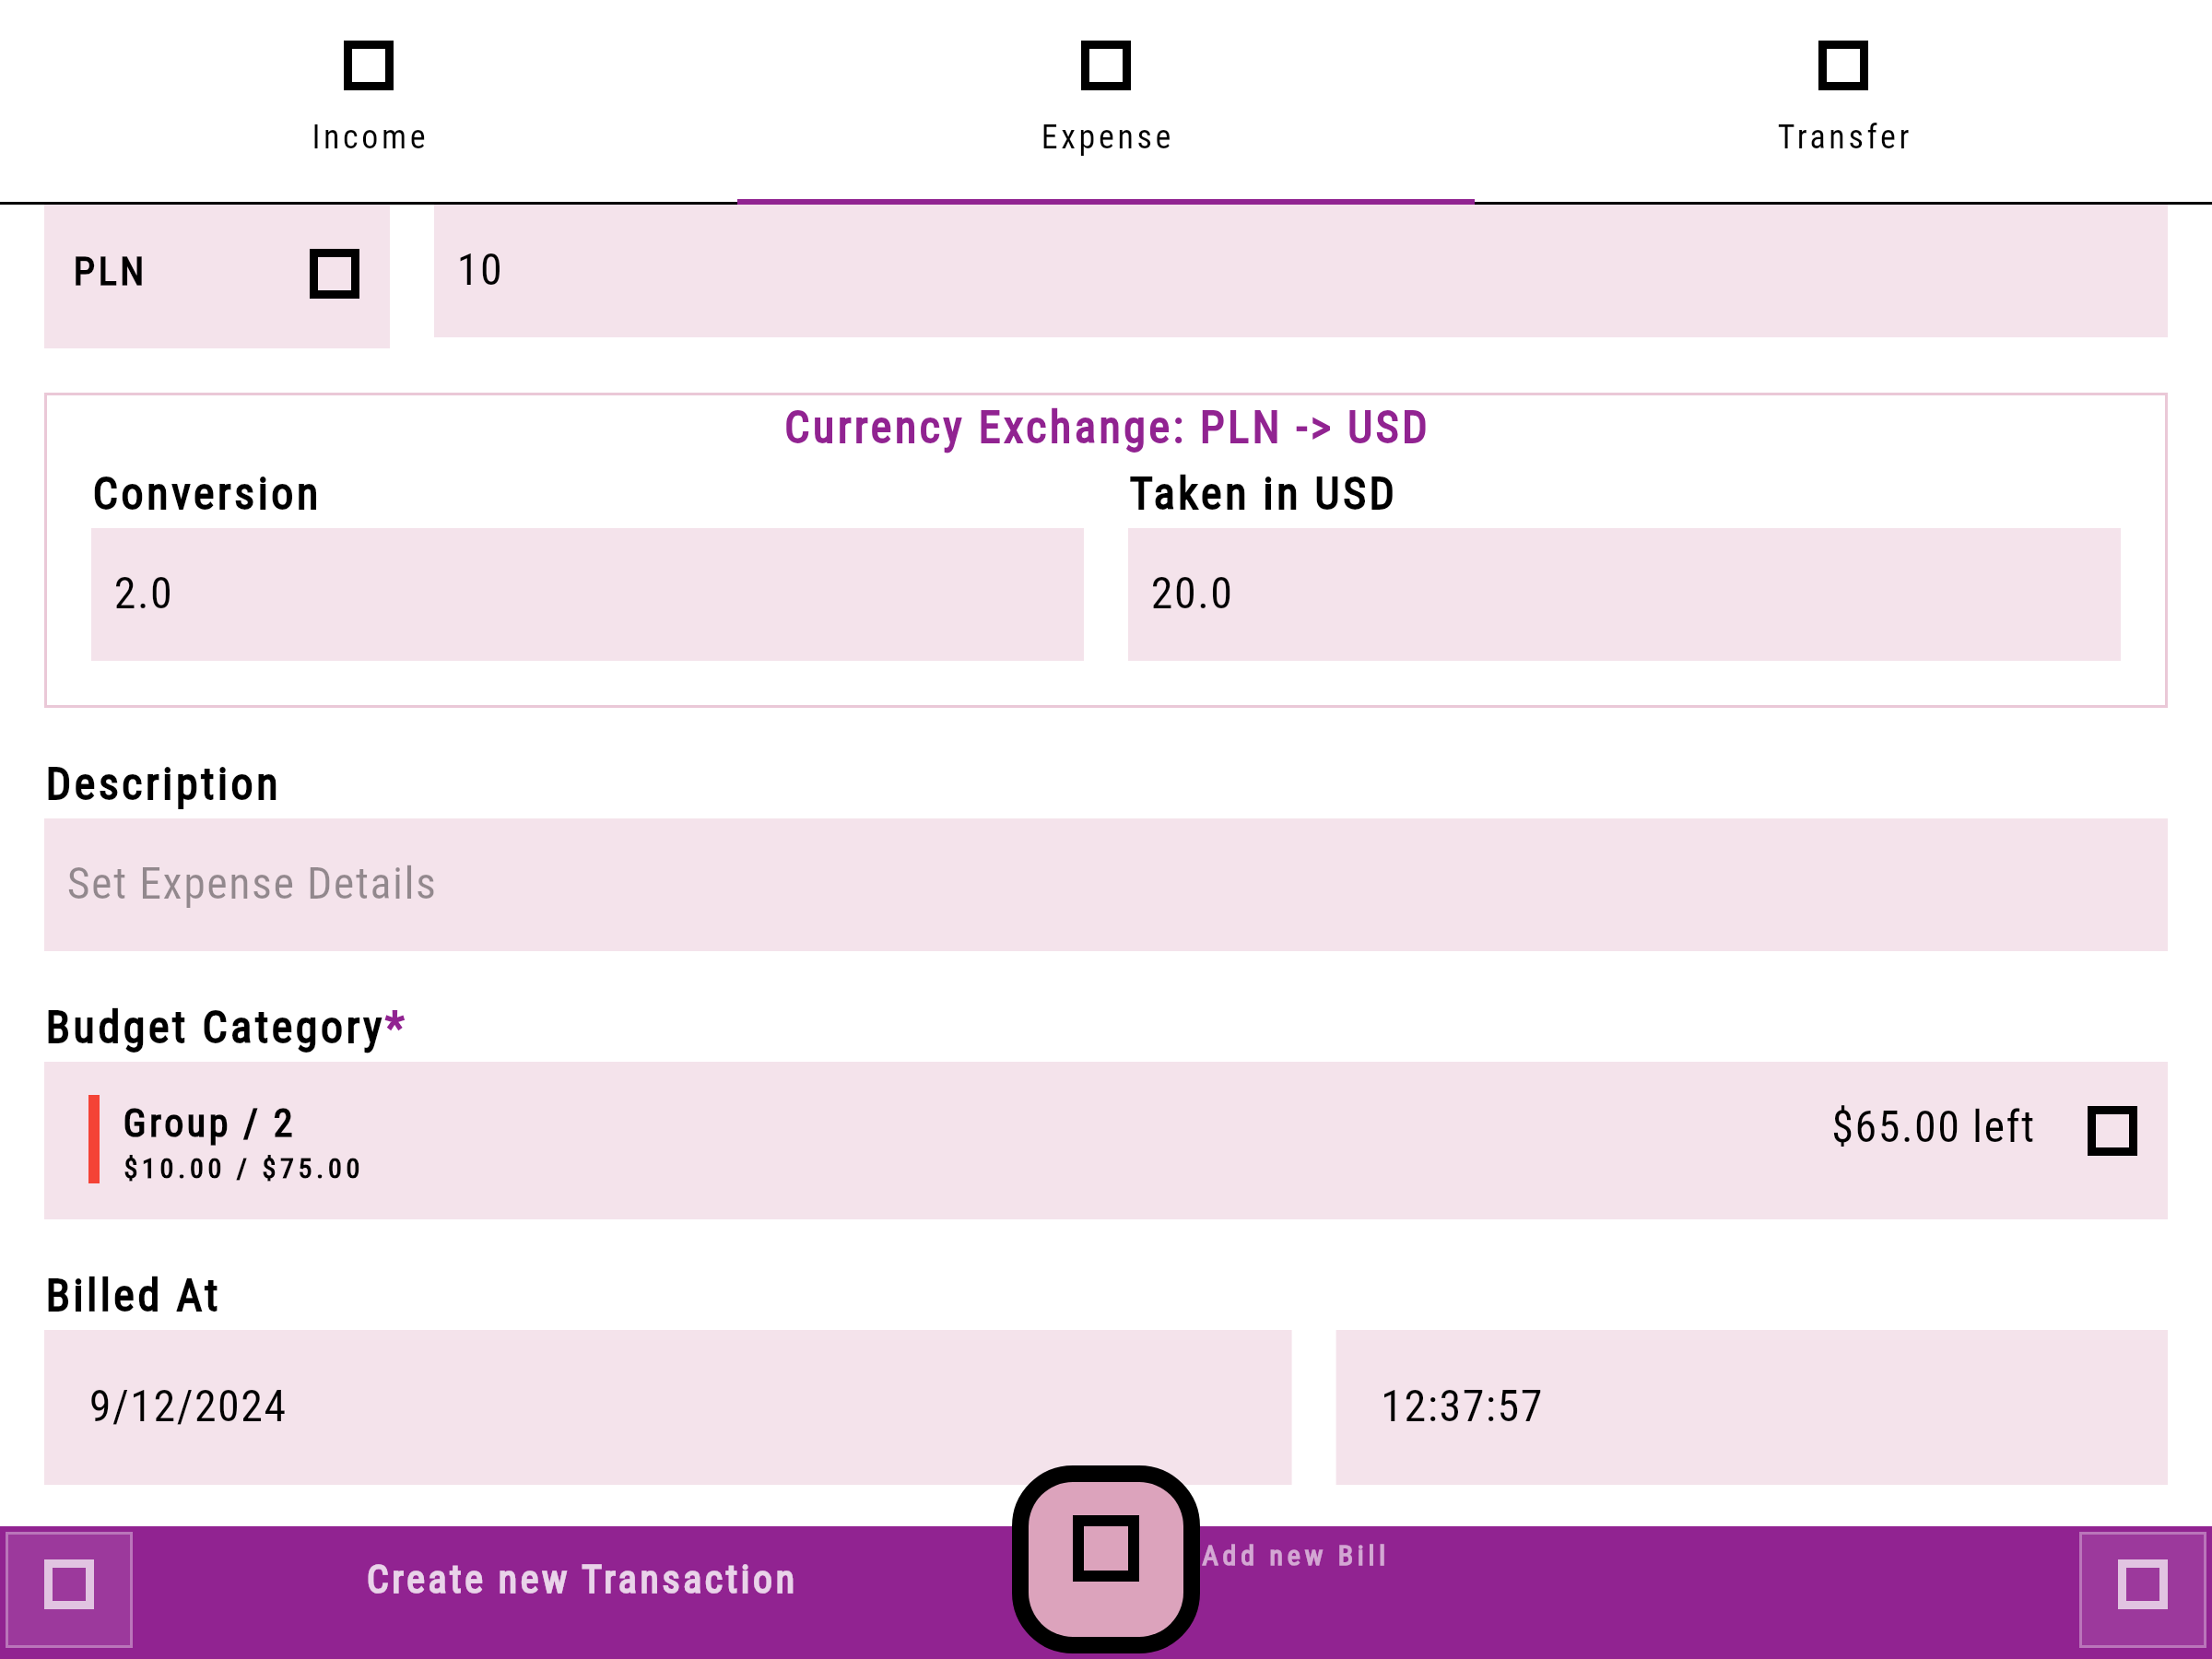 Income
Expense
Transfer
PLN
10
Currency Exchange: PLN -> USD
Conversion
Taken in USD
2.0
20.0
Description
Set Expense Details
Budget Category*
Group / 2
$10.00 / $75.00
$65.00 left
Billed At
9/12/2024
12:37:57
Create new Transaction
Add new Bill